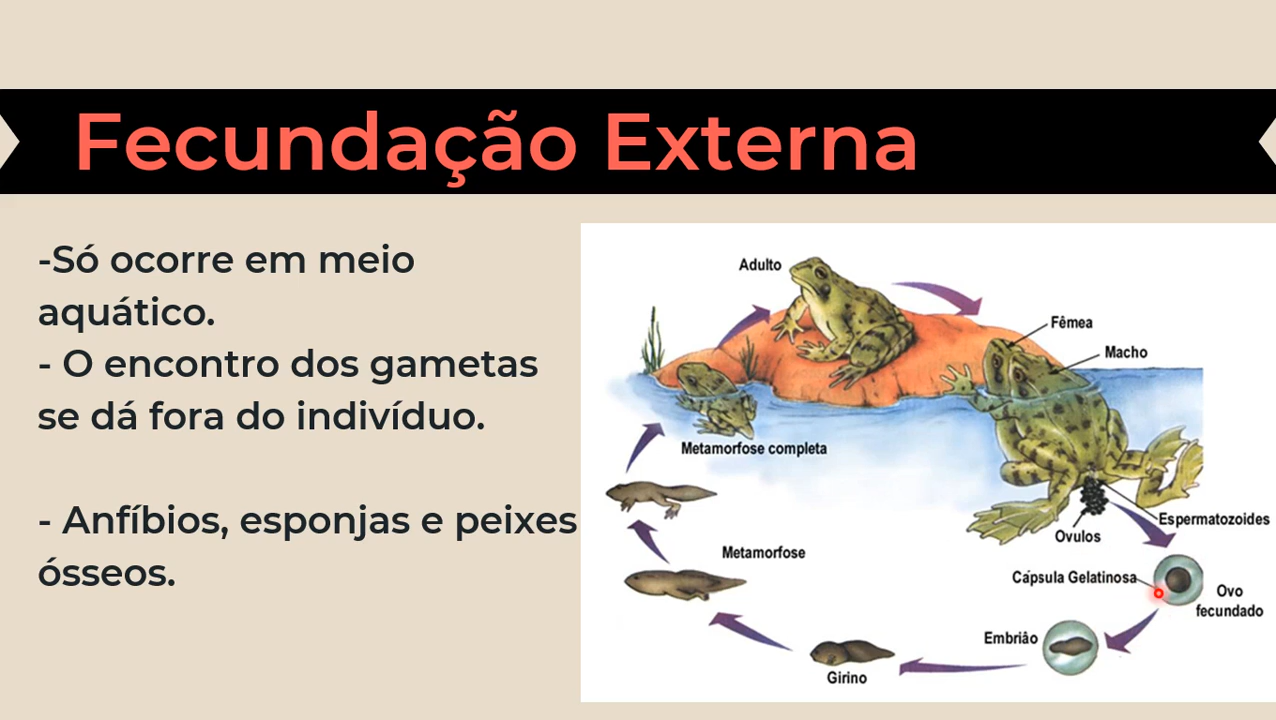 Fecundação Externa
-Só ocorre em meio
aquático.
- O encontro dos gametas
se dá fora do indivíduo.
- Anfíbios, esponjas e peixes
ósseos.
Adulto
Fêmea
Macho
Metamorfose completa
Espermatozoides
Ovulos
Metamorfose
Cápsula Gelatinosa
Ovo
fecundado
Embrião
Girino